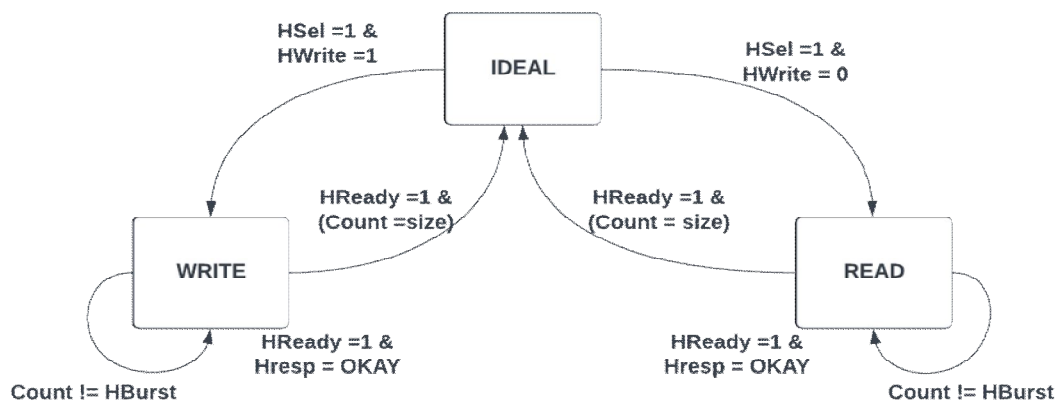 HSel =1 &
HWrite =1
IDEAL
HSel =1 &
HWrite = 0
HReady =1 &
(Count =size)
HReady =1 &
(Count = size)
WRITE
READ
HReady =1 &
Hresp = OKAY
HReady =1 &
Hresp = OKAY
Count != HBurst
Count != HBurst